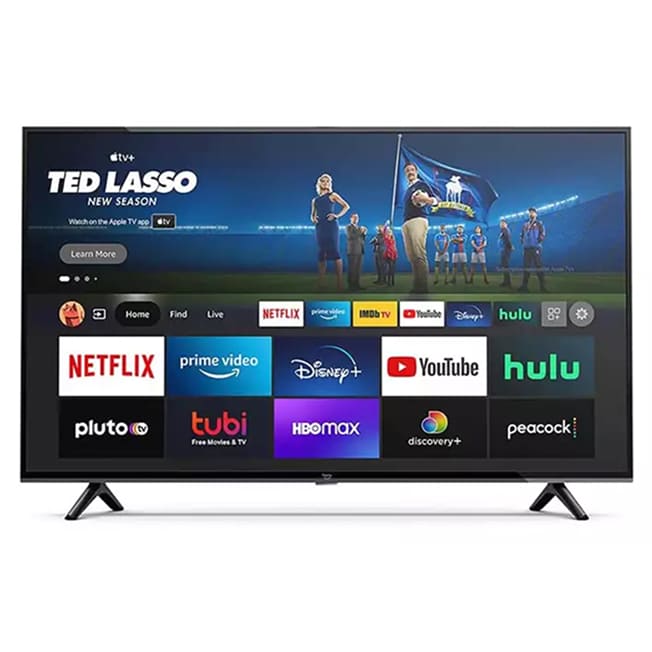 tv+
TED LASSO
NEW SEASON
Watch on the Apple TV app tv
Learn More
Home Find Live NETFLIX prime video IMDb TV YouTube Disney+ hulu
NETFLIX prime video Disney+ YouTube hulu
pluto tv tubi HBOmax discovery+ peacock
Free Movies & TV